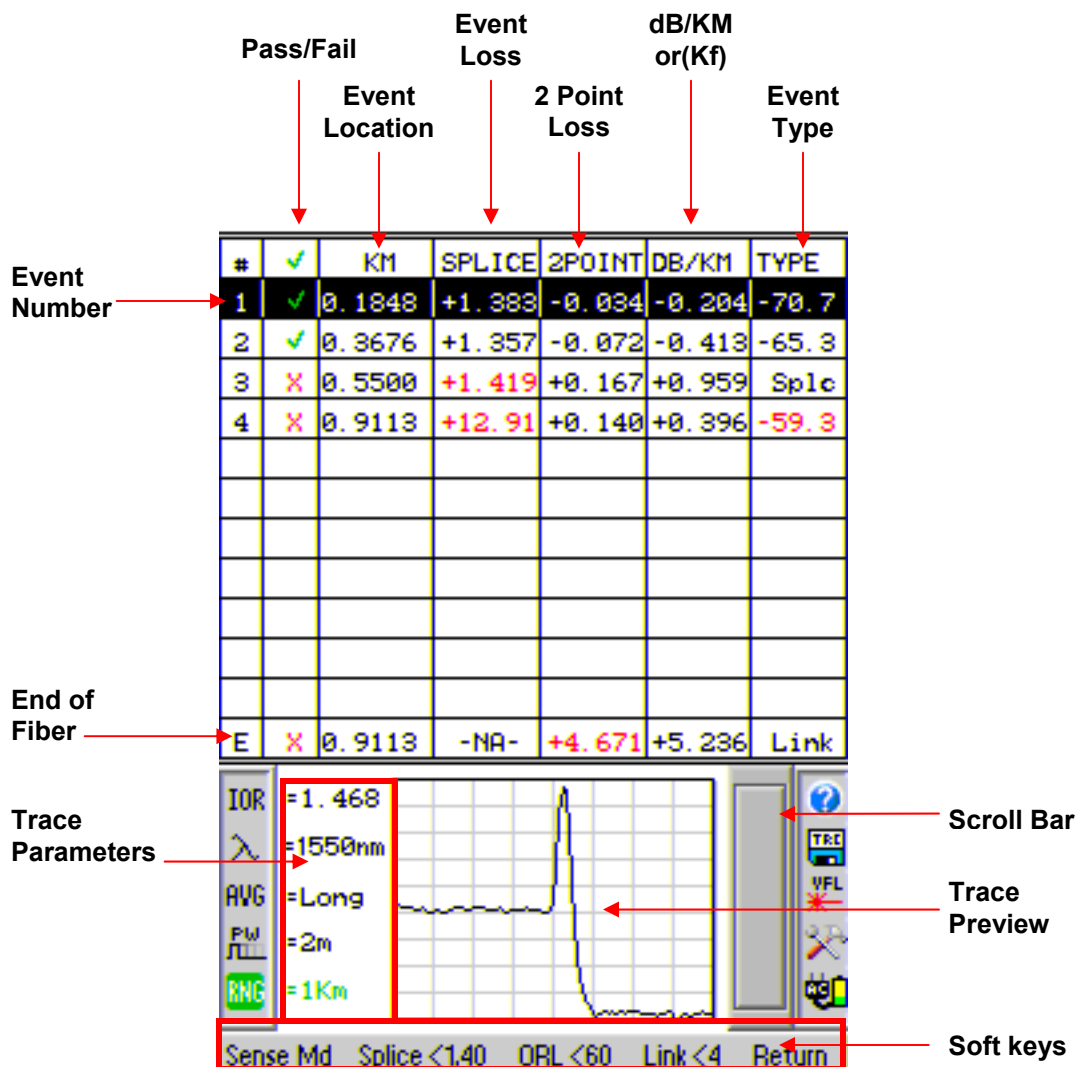 Pass/Fail
Event
Loss
dB/KM
or(Kf)
Event
Location
2 Point
Loss
Event
Type
# KM SPLICE 2POINT DB/KM TYPE
Event
Number
1 0.1848 +1.383 -0.034 -0.204 -70.7
2 0.3676 +1.357 -0.072 -0.413 -65.3
3 X 0.5500 +1.419 +0.167 +0.959 Splc
4 X 0.9113 +12.91 +0.140 +0.396 -59.3
End of
Fiber
E X 0.9113 -NA- +4.671 +5.236 Link
Trace
Parameters
IOR =1.468
λ =1550nm
AVG =Long
PW =2m
RNG =1Km
?
TRC
VFL
AC
Scroll Bar
Trace
Preview
Sense Md Splice <1.40 ORL <60 Link <4 Return
Soft keys